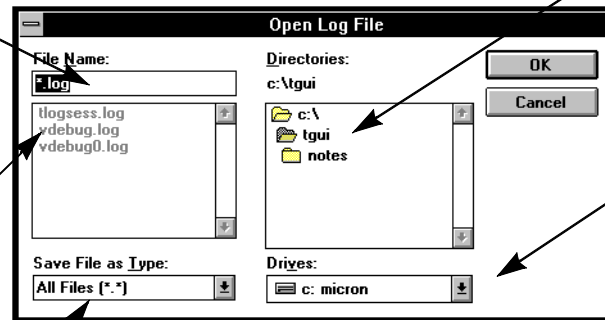 Open Log File
File Name:
*.log
tlogsess.log
vdebug.log
vdebug0.log
Save File as Type:
All Files (*.*)
Directories:
c:\tgui
c:\
tgui
notes
Drives:
c: micron
OK
Cancel